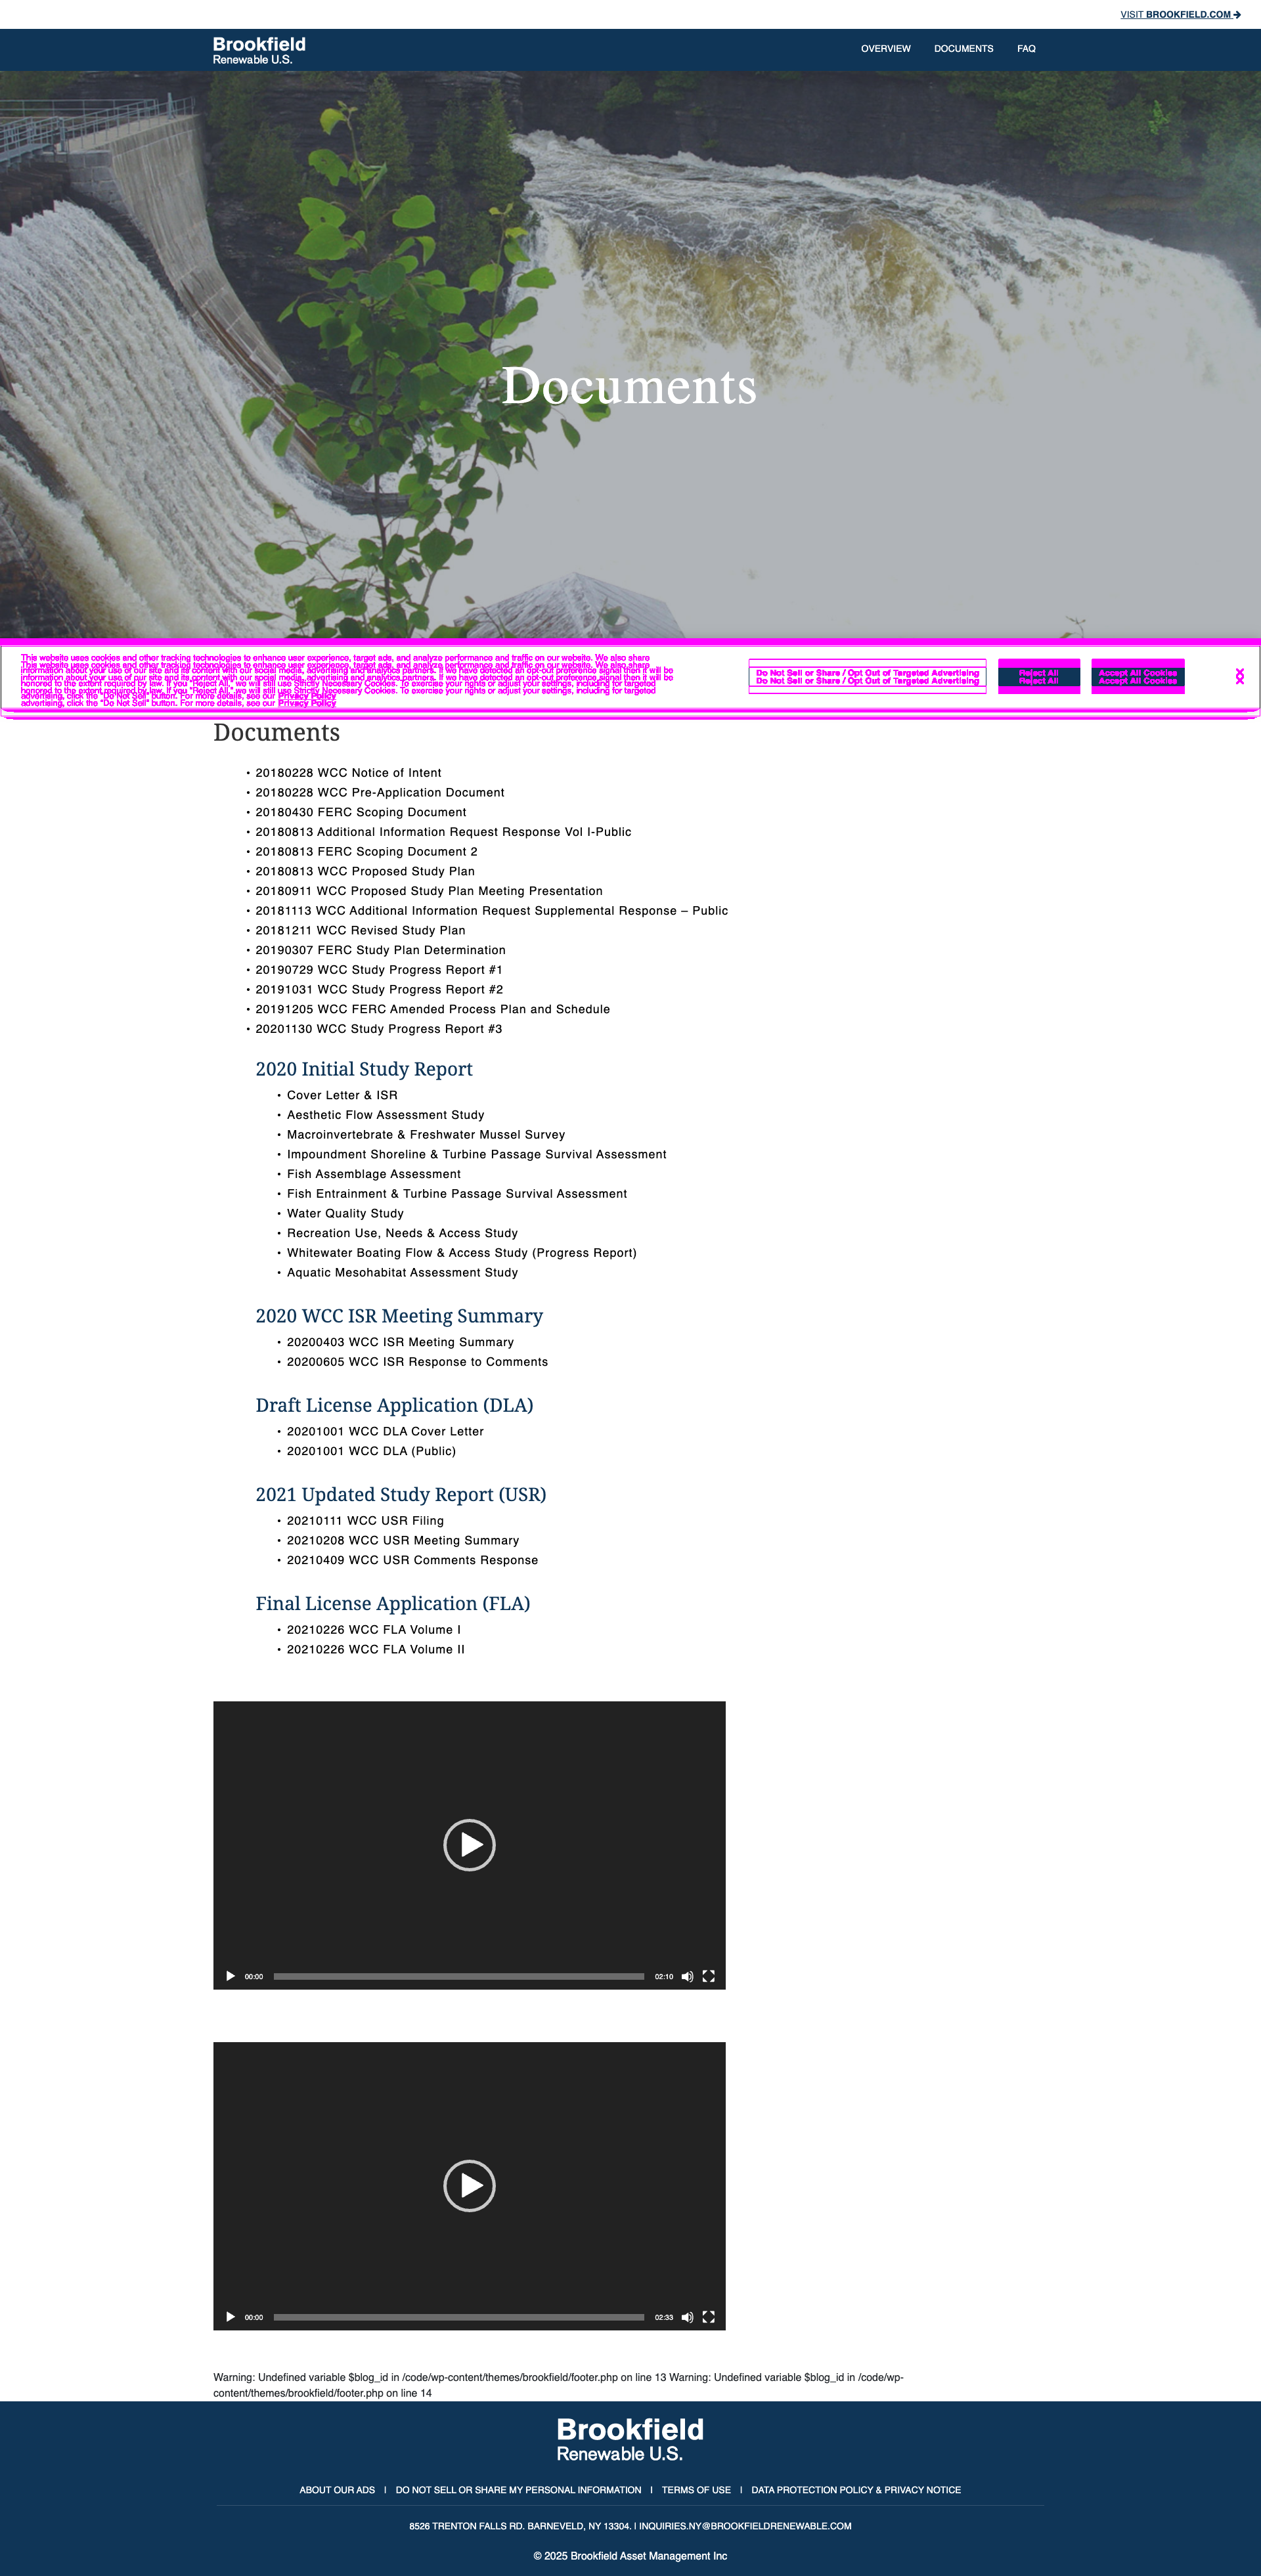 VISIT BROOKFIELD.COM
Brookfield
Renewable U.S.
OVERVIEW DOCUMENTS FAQ
Documents
This website uses cookies and other tracking technologies to enhance user experience, target ads, and analyze performance and traffic on our website. We also share
information about your use of our site and its content with our social media, advertising and analytics partners. If we have detected an opt-out preference signal then it will be
honored to the extent required by law. If you "Reject All," we will still use Strictly Necessary Cookies. To exercise your rights or adjust your settings, including for targeted
advertising, click the "Do Not Sell" button. For more details, see our Privacy Policy
Do Not Sell or Share / Opt Out of Targeted Advertising
Reject All
Accept All Cookies
Documents
• 20180228 WCC Notice of Intent
• 20180228 WCC Pre-Application Document
• 20180430 FERC Scoping Document
• 20180813 Additional Information Request Response Vol I-Public
• 20180813 FERC Scoping Document 2
• 20180813 WCC Proposed Study Plan
• 20180911 WCC Proposed Study Plan Meeting Presentation
• 20181113 WCC Additional Information Request Supplemental Response – Public
• 20181211 WCC Revised Study Plan
• 20190307 FERC Study Plan Determination
• 20190729 WCC Study Progress Report #1
• 20191031 WCC Study Progress Report #2
• 20191205 WCC FERC Amended Process Plan and Schedule
• 20201130 WCC Study Progress Report #3
2020 Initial Study Report
• Cover Letter & ISR
• Aesthetic Flow Assessment Study
• Macroinvertebrate & Freshwater Mussel Survey
• Impoundment Shoreline & Turbine Passage Survival Assessment
• Fish Assemblage Assessment
• Fish Entrainment & Turbine Passage Survival Assessment
• Water Quality Study
• Recreation Use, Needs & Access Study
• Whitewater Boating Flow & Access Study (Progress Report)
• Aquatic Mesohabitat Assessment Study
2020 WCC ISR Meeting Summary
• 20200403 WCC ISR Meeting Summary
• 20200605 WCC ISR Response to Comments
Draft License Application (DLA)
• 20201001 WCC DLA Cover Letter
• 20201001 WCC DLA (Public)
2021 Updated Study Report (USR)
• 20210111 WCC USR Filing
• 20210208 WCC USR Meeting Summary
• 20210409 WCC USR Comments Response
Final License Application (FLA)
• 20210226 WCC FLA Volume I
• 20210226 WCC FLA Volume II
00:00 02:10
00:00 02:33
Warning: Undefined variable $blog_id in /code/wp-content/themes/brookfield/footer.php on line 13 Warning: Undefined variable $blog_id in /code/wp-
content/themes/brookfield/footer.php on line 14
Brookfield
Renewable U.S.
ABOUT OUR ADS | DO NOT SELL OR SHARE MY PERSONAL INFORMATION | TERMS OF USE | DATA PROTECTION POLICY & PRIVACY NOTICE
8526 TRENTON FALLS RD. BARNEVELD, NY 13304. | INQUIRIES.NY@BROOKFIELDRENEWABLE.COM
© 2025 Brookfield Asset Management Inc